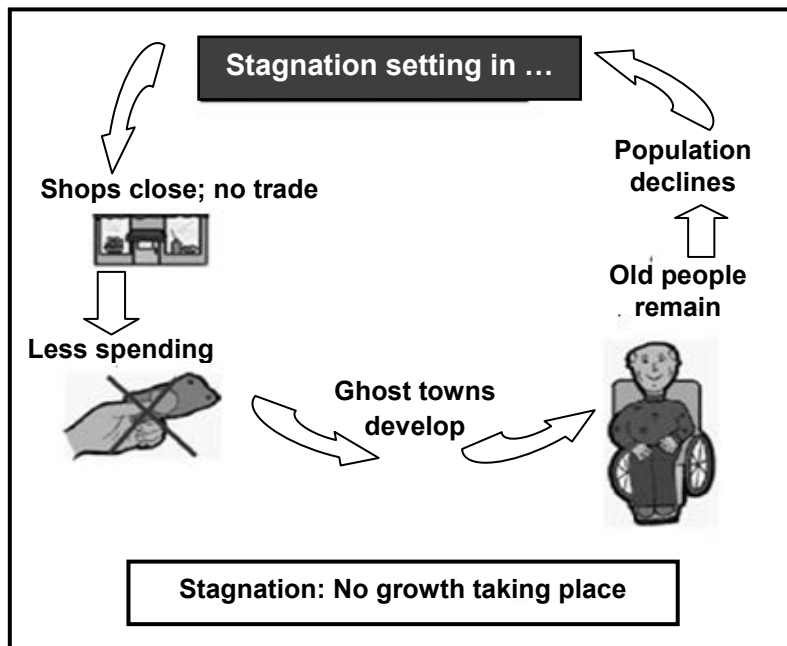 Stagnation setting in …
Shops close; no trade
Less spending
Ghost towns
develop
Old people
remain
Population
declines
Stagnation: No growth taking place